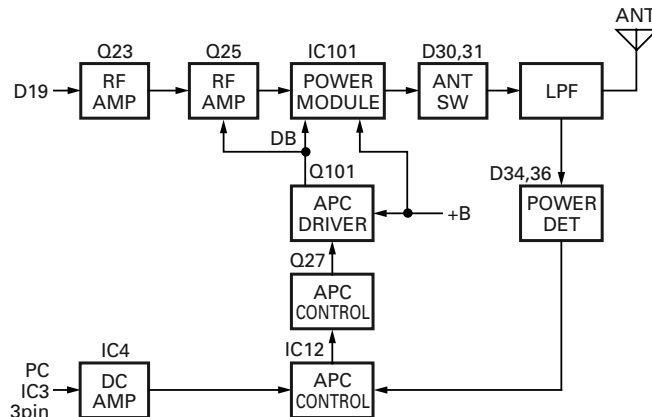 ANT
Q23
Q25
IC101
D30,31
D19
RF
AMP
RF
AMP
POWER
MODULE
ANT
SW
LPF
DB
Q101
D34,36
APC
DRIVER
+B
POWER
DET
Q27
APC
CONTROL
IC4
IC12
PC
IC3
3pin
DC
AMP
APC
CONTROL